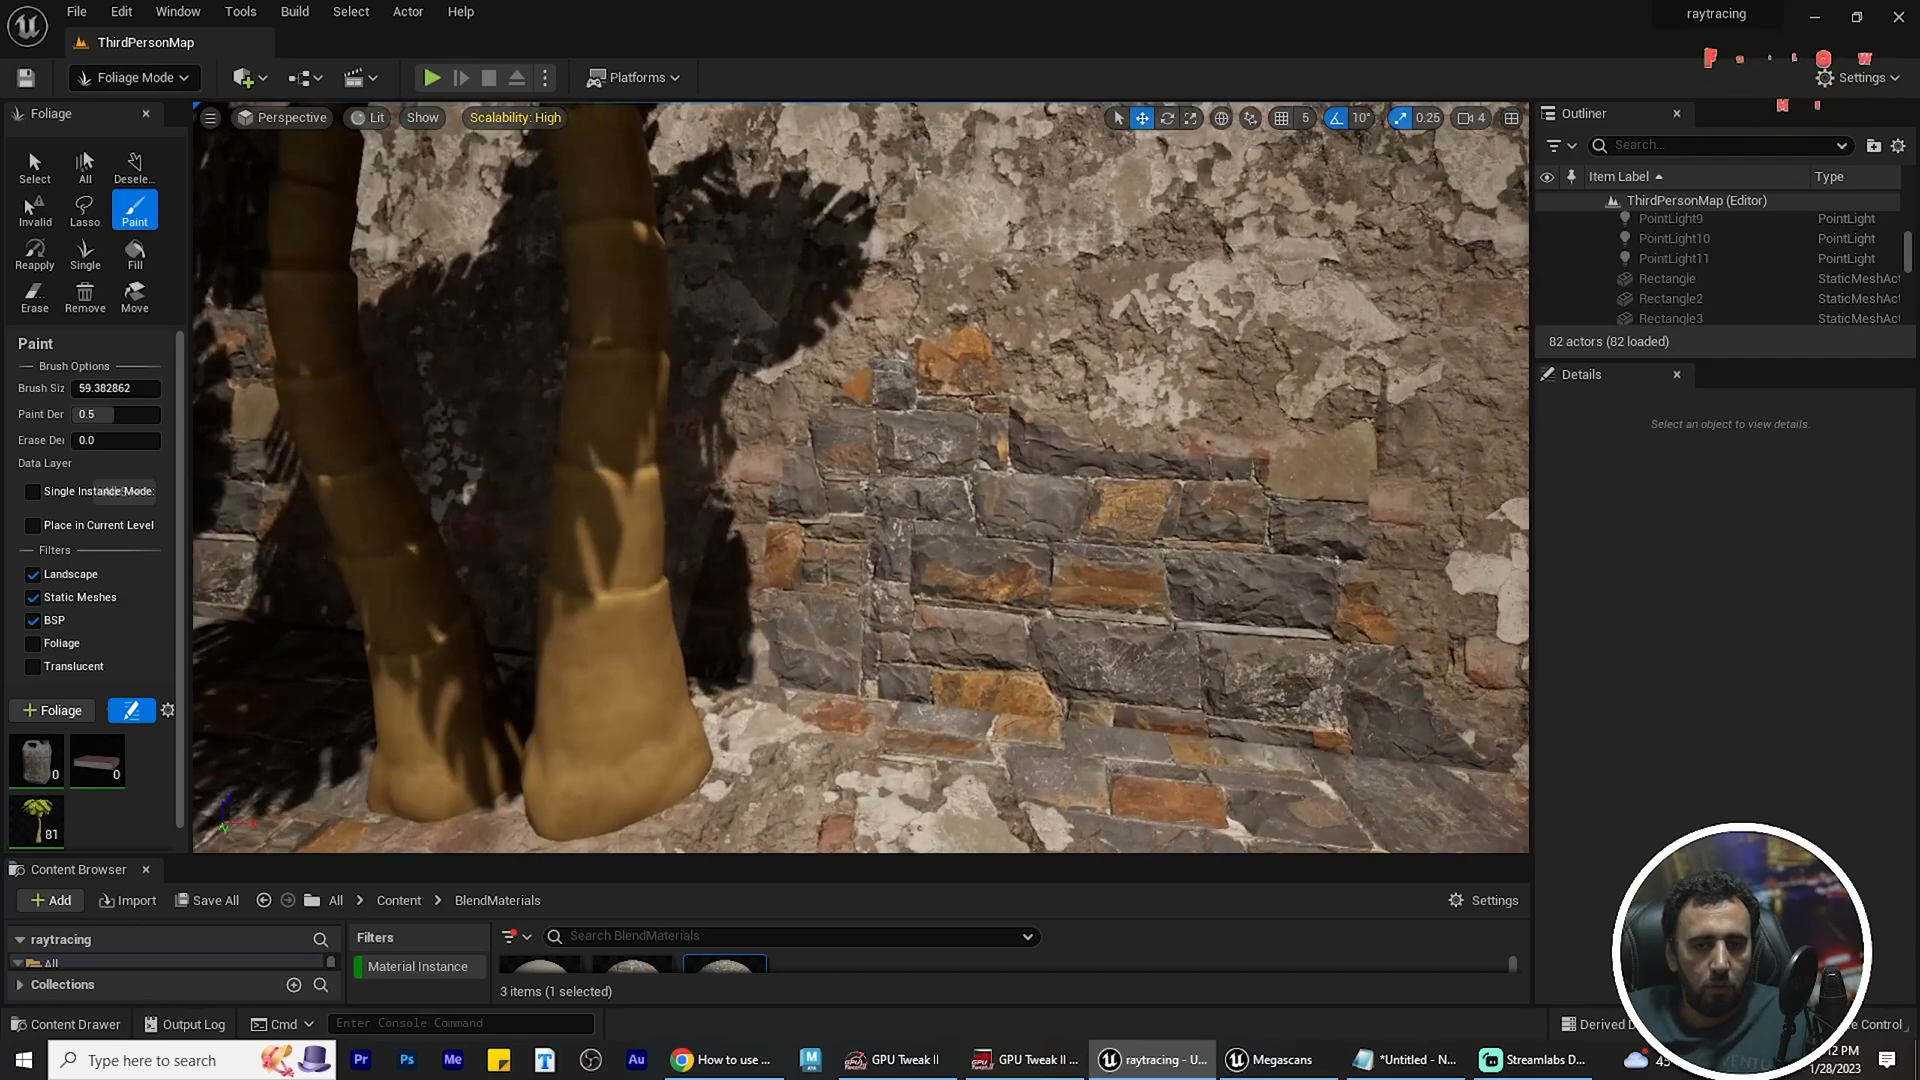 File Edit Window Tools Build Select Actor Help
raytracing
ThirdPersonMap
F o l l o w
M
Foliage Mode
Platforms
Settings
Foliage
Perspective Lit Show Scalability: High
5 10° 0.25 4
Outliner
Search...
Item Label Type
ThirdPersonMap (Editor)
PointLight9 PointLight
PointLight10 PointLight
PointLight11 PointLight
Rectangle StaticMeshAct
Rectangle2 StaticMeshAct
Rectangle3 StaticMeshAct
82 actors (82 loaded)
Details
Select an object to view details.
Select All Desele...
Invalid Lasso Paint
Reapply Single Fill
Erase Remove Move
Paint
Brush Options
Brush Siz 59.382862
Paint Der 0.5
Erase Der 0.0
Data Layer
Single Instance Mode:
Place in Current Level
Filters
Landscape
Static Meshes
BSP
Foliage
Translucent
+ Foliage
0 0
81
Content Browser
+ Add Import Save All All > Content > BlendMaterials Settings
raytracing
All
Collections
Filters
Material Instance
Search BlendMaterials
3 items (1 selected)
Content Drawer Output Log Cmd Enter Console Command
Derived D
e Control
Type here to search
Pr Ps Me T Au How to use ... GPU Tweak II GPU Tweak II ... raytracing - U... Megascans *Untitled - N... Streamlabs D...
12 PM
1/28/2023